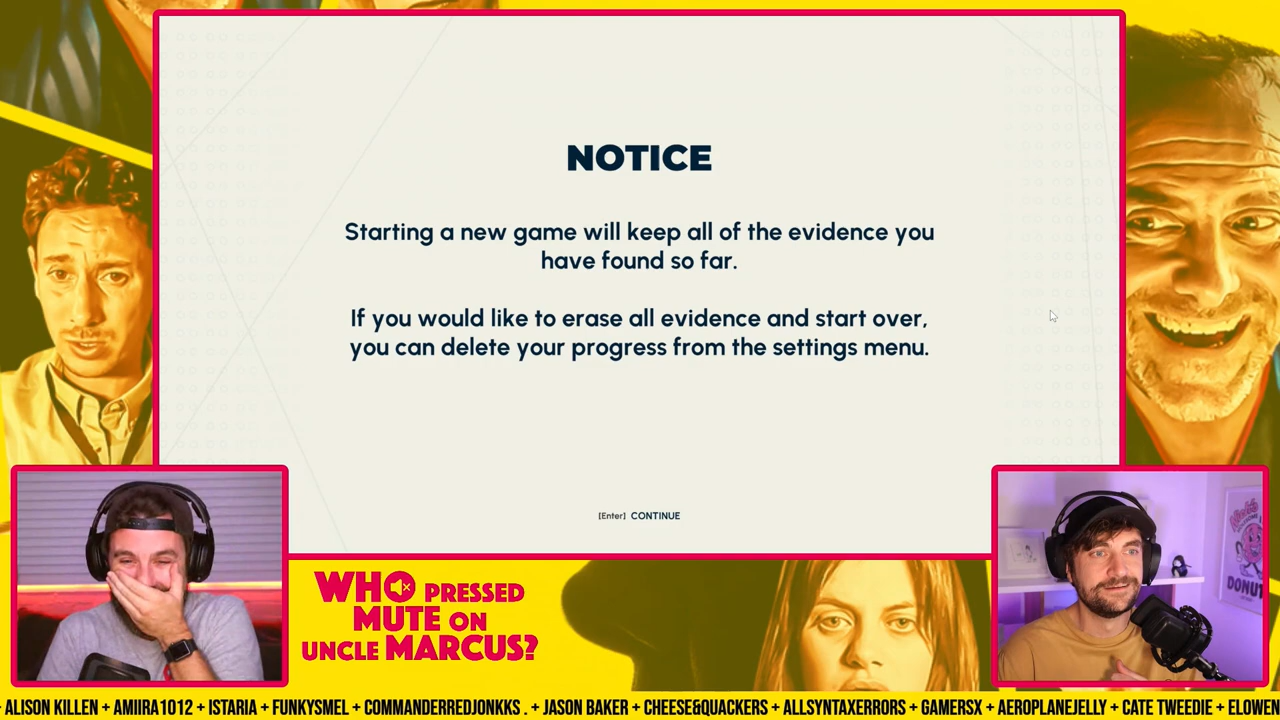 NOTICE
Starting a new game will keep all of the evidence you
have found so far.
If you would like to erase all evidence and start over,
you can delete your progress from the settings menu.
[Enter] CONTINUE
WHO PRESSED
MUTE ON
UNCLE MARCUS?
DONUT
+ ALISON KILLEN + AMIIRA1012 + ISTARIA + FUNKYSMEL + COMMANDERREDJONKKS . + JASON BAKER + CHEESE&QUACKERS + ALLSYNTAXERRORS + GAMERSX + AEROPLANEJELLY + CATE TWEEDIE + ELOWEN